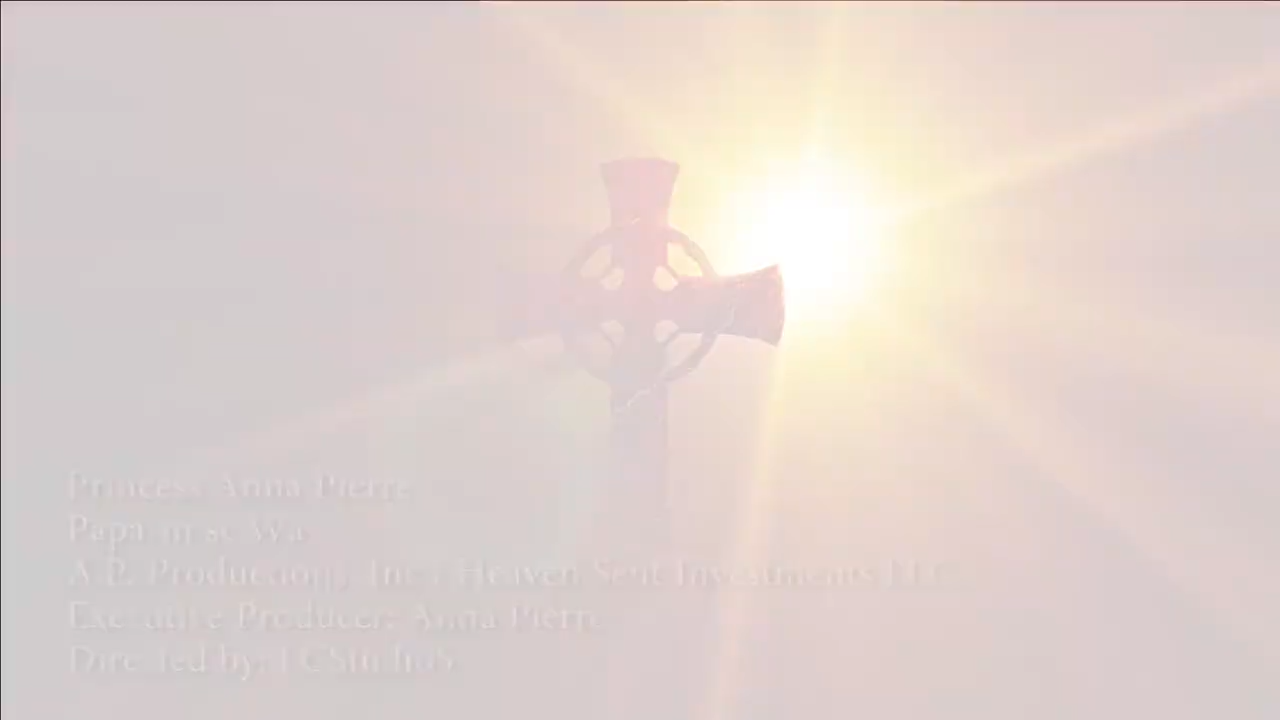 Princess Anna Pierre
Papa m se Wa
A.P. Productions, Inc / Heaven Sent Investments LLC
Executive Producer: Anna Pierre
Directed by: